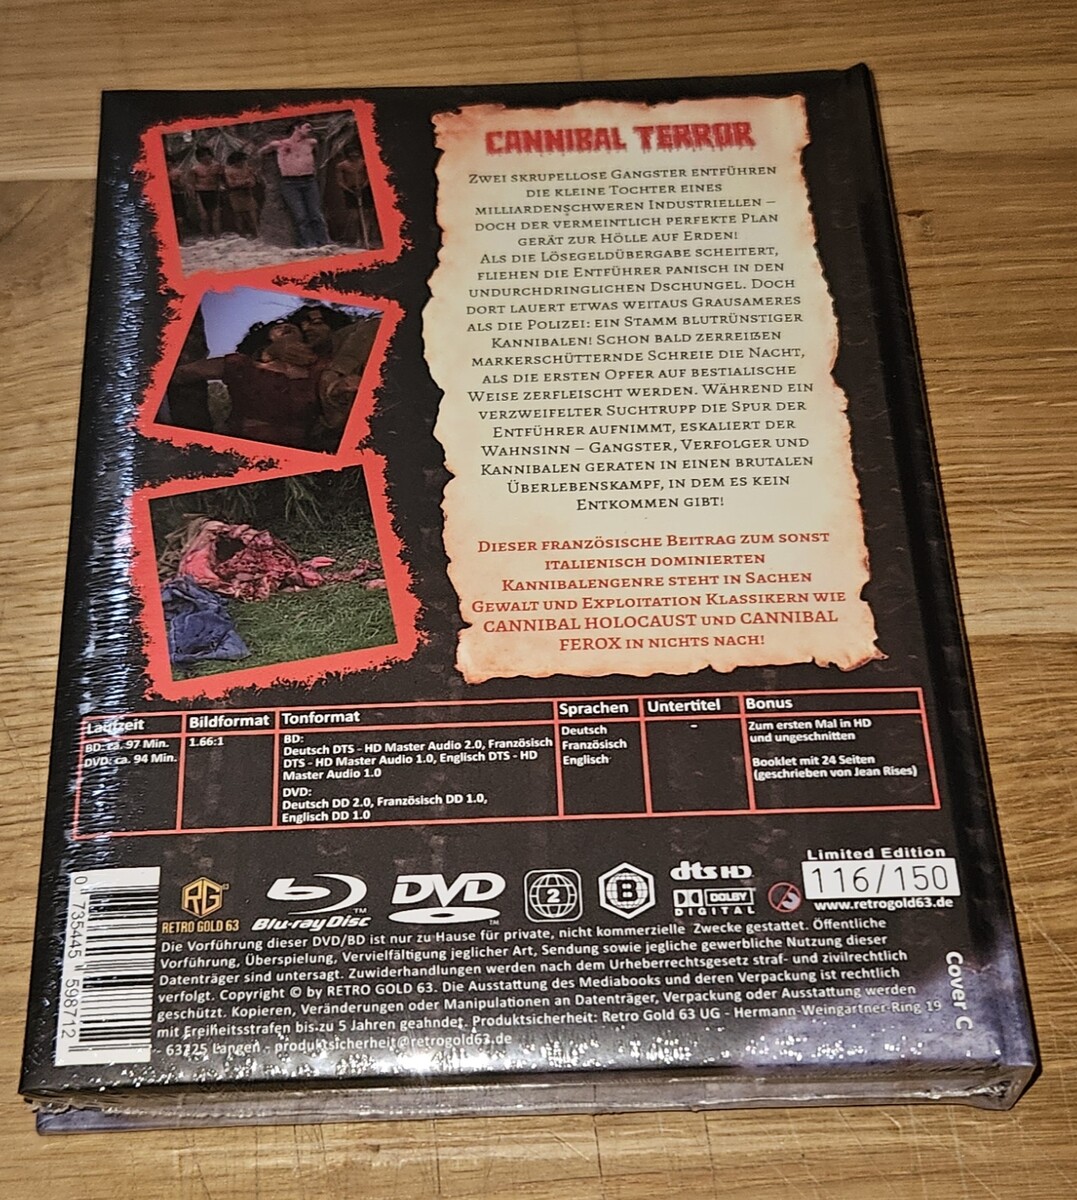 CANNIBAL TERROR
Zwei skrupellose Gangster entführen
die kleine Tochter eines
milliardenschweren Industriellen –
doch der vermeintlich perfekte Plan
gerät zur Hölle auf Erden!
Als die Lösegeldübergabe scheitert,
fliehen die Entführer panisch in den
undurchdringlichen Dschungel. Doch
dort lauert etwas weitaus Grausameres
als die Polizei: ein Stamm blutrünstiger
Kannibalen! Schon bald zerreißen
markerschütternde Schreie die Nacht,
als die ersten Opfer auf bestialische
Weise zerfleischt werden. Während ein
verzweifelter Suchtrupp die Spur der
Entführer aufnimmt, eskaliert der
Wahnsinn – Gangster, Verfolger und
Kannibalen geraten in einen brutalen
Überlebenskampf, in dem es kein
Entkommen gibt!
Dieser französische Beitrag zum sonst
italienisch dominierten
Kannibalengenre steht in Sachen
Gewalt und Exploitation Klassikern wie
CANNIBAL HOLOCAUST und CANNIBAL
FEROX in nichts nach!
Laufzeit
BD: ca. 97 Min.
DVD: ca. 94 Min.
Bildformat
1.66:1
Tonformat
BD:
Deutsch DTS - HD Master Audio 2.0, Französisch
DTS - HD Master Audio 1.0, Englisch DTS - HD
Master Audio 1.0
DVD:
Deutsch DD 2.0, Französisch DD 1.0,
Englisch DD 1.0
Sprachen
Deutsch
Französisch
Englisch
Untertitel
-
Bonus
Zum ersten Mal in HD
und ungeschnitten
Booklet mit 24 Seiten
(geschrieben von Jean Rises)
0 735445 598712
RG 63
RETRO GOLD 63
Blu-ray Disc™
DVD™
2
B
dts HD
DOLBY
DIGITAL
Limited Edition
116/150
www.retrogold63.de
Die Vorführung dieser DVD/BD ist nur zu Hause für private, nicht kommerzielle Zwecke gestattet. Öffentliche
Vorführung, Überspielung, Vervielfältigung jeglicher Art, Sendung sowie jegliche gewerbliche Nutzung dieser
Datenträger sind untersagt. Zuwiderhandlungen werden nach dem Urheberrechtsgesetz straf- und zivilrechtlich
verfolgt. Copyright © by RETRO GOLD 63. Die Ausstattung des Mediabooks und deren Verpackung ist rechtlich
geschützt. Kopieren, Veränderungen oder Manipulationen an Datenträger, Verpackung oder Ausstattung werden
mit Freiheitsstrafen bis zu 5 Jahren geahndet. Produktsicherheit: Retro Gold 63 UG - Hermann-Weingartner-Ring 19
- 63225 Langen - produktsicherheit@retrogold63.de
Cover C